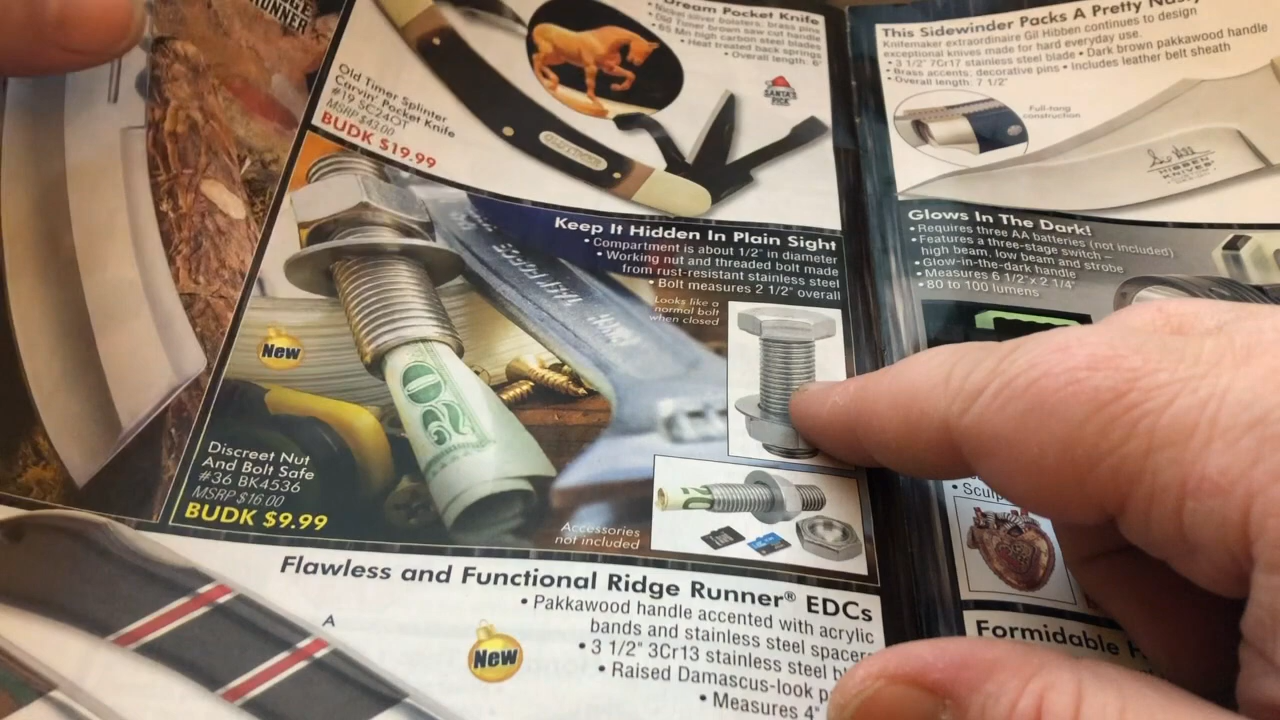 RUNNER
Dream Pocket Knife
• Nickel silver bolsters; brass pins
• Old Timer brown saw cut handle
• 65 Mn high carbon steel blades
• Heat treated back springs
• Overall length: 6"
SANTA'S
PICK
Old Timer Splinter
Carvin' Pocket Knife
#19 SC24OT
MSRP $43.00
BUDK $19.99
OLD TIMER
Keep It Hidden In Plain Sight
• Compartment is about 1/2" in diameter
• Working nut and threaded bolt made
from rust-resistant stainless steel
• Bolt measures 2 1/2" overall
Looks like a
normal bolt
when closed
New
20
Discreet Nut
And Bolt Safe
#36 BK4536
MSRP $16.00
BUDK $9.99
Accessories
not included
Flawless and Functional Ridge Runner® EDCs
A
• Pakkawood handle accented with acrylic
bands and stainless steel spacers
New
• 3 1/2" 3Cr13 stainless steel
• Raised Damascus-look
• Measures 4"
This Sidewinder Packs A Pretty Nasty
Knifemaker extraordinaire Gil Hibben continues to design
exceptional knives made for hard everyday use.
• 3 1/2" 7Cr17 stainless steel blade • Dark brown pakkawood handle
• Brass accents; decorative pins • Includes leather belt sheath
• Overall length: 7 1/2"
Full-tang
construction
HIBBEN
KNIVES
Glows In The Dark!
• Requires three AA batteries (not included)
• Features a three-stage switch –
high beam, low beam and strobe
• Glow-in-the-dark handle
• Measures 6 1/2" x 2 1/4"
• 80 to 100 lumens
Formidable